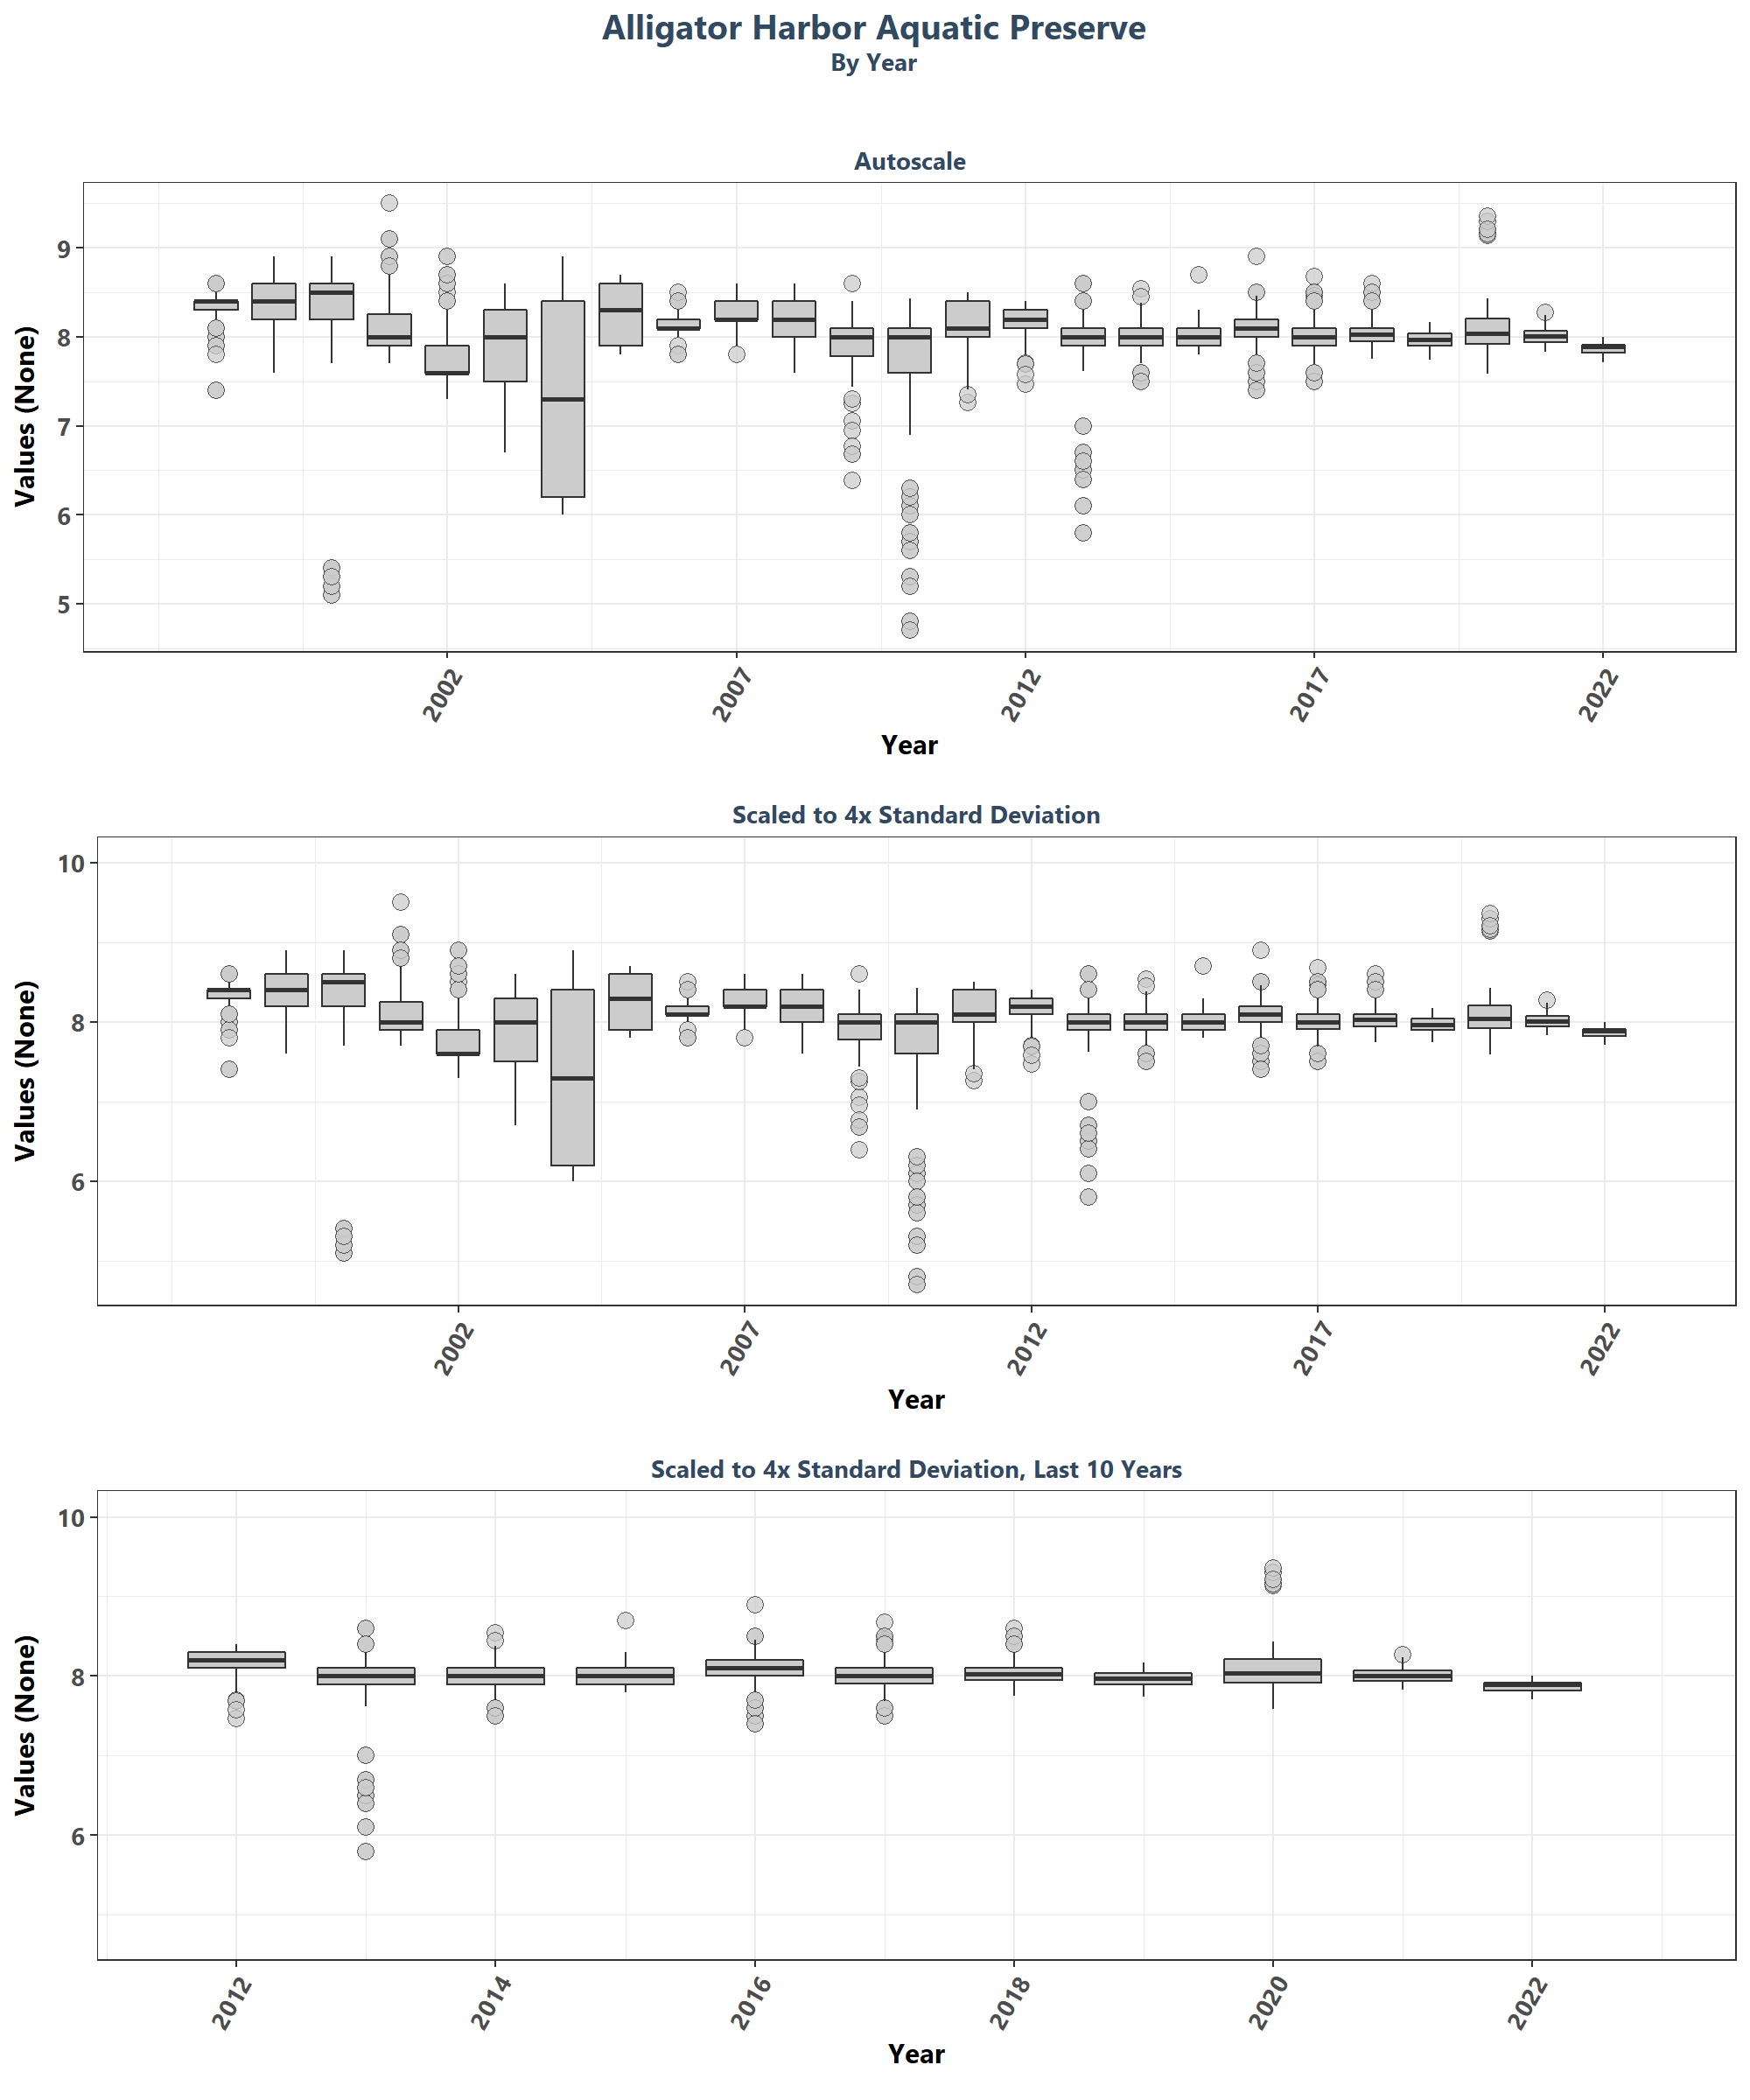 Alligator Harbor Aquatic Preserve
By Year
Autoscale
Values (None)
9
8
7
6
5
2002
2007
2012
2017
2022
Year
Scaled to 4x Standard Deviation
Values (None)
10
8
6
2002
2007
2012
2017
2022
Year
Scaled to 4x Standard Deviation, Last 10 Years
Values (None)
10
8
6
2012
2014
2016
2018
2020
2022
Year